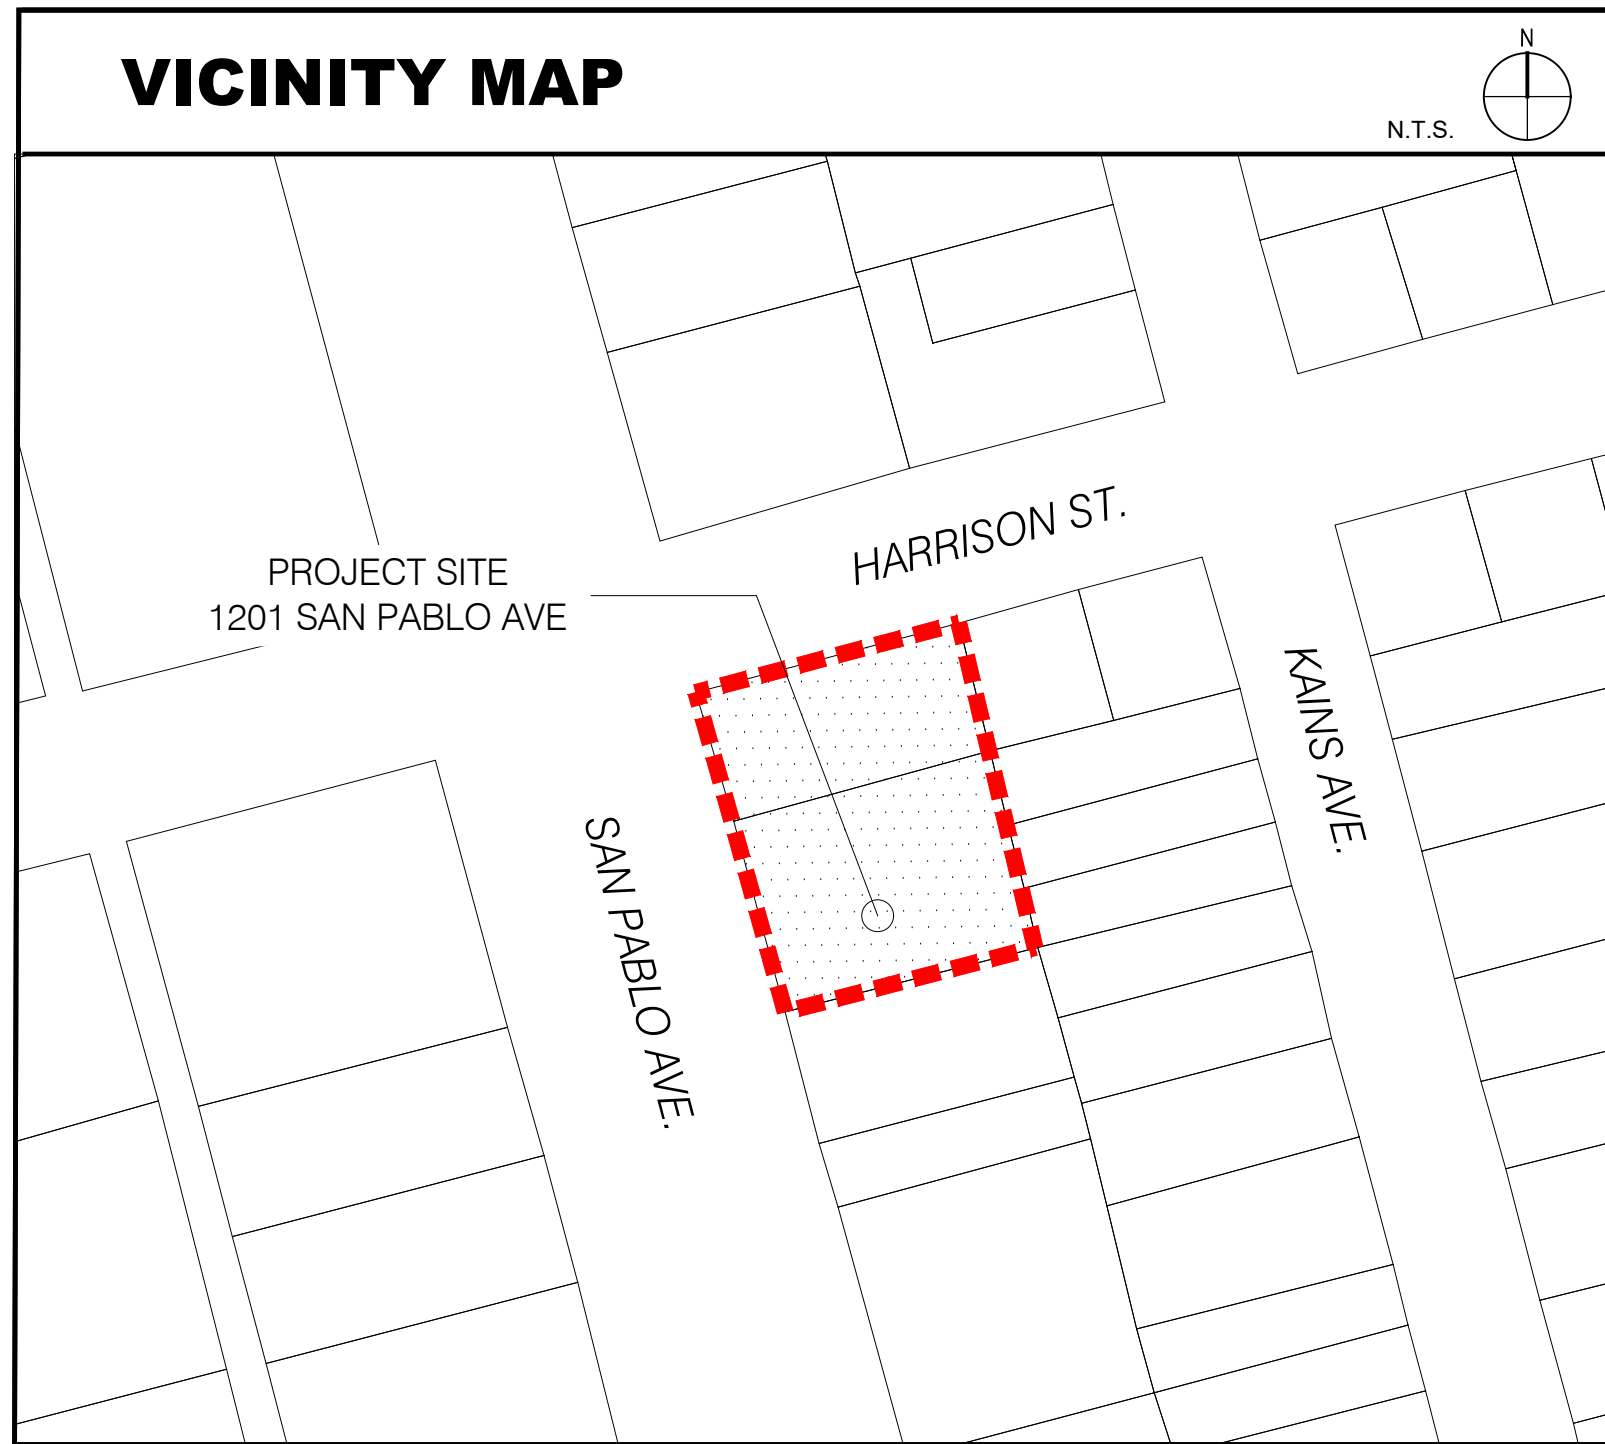 VICINITY MAP
N
N.T.S.
HARRISON ST.
PROJECT SITE
1201 SAN PABLO AVE
KAINS AVE.
SAN PABLO AVE.